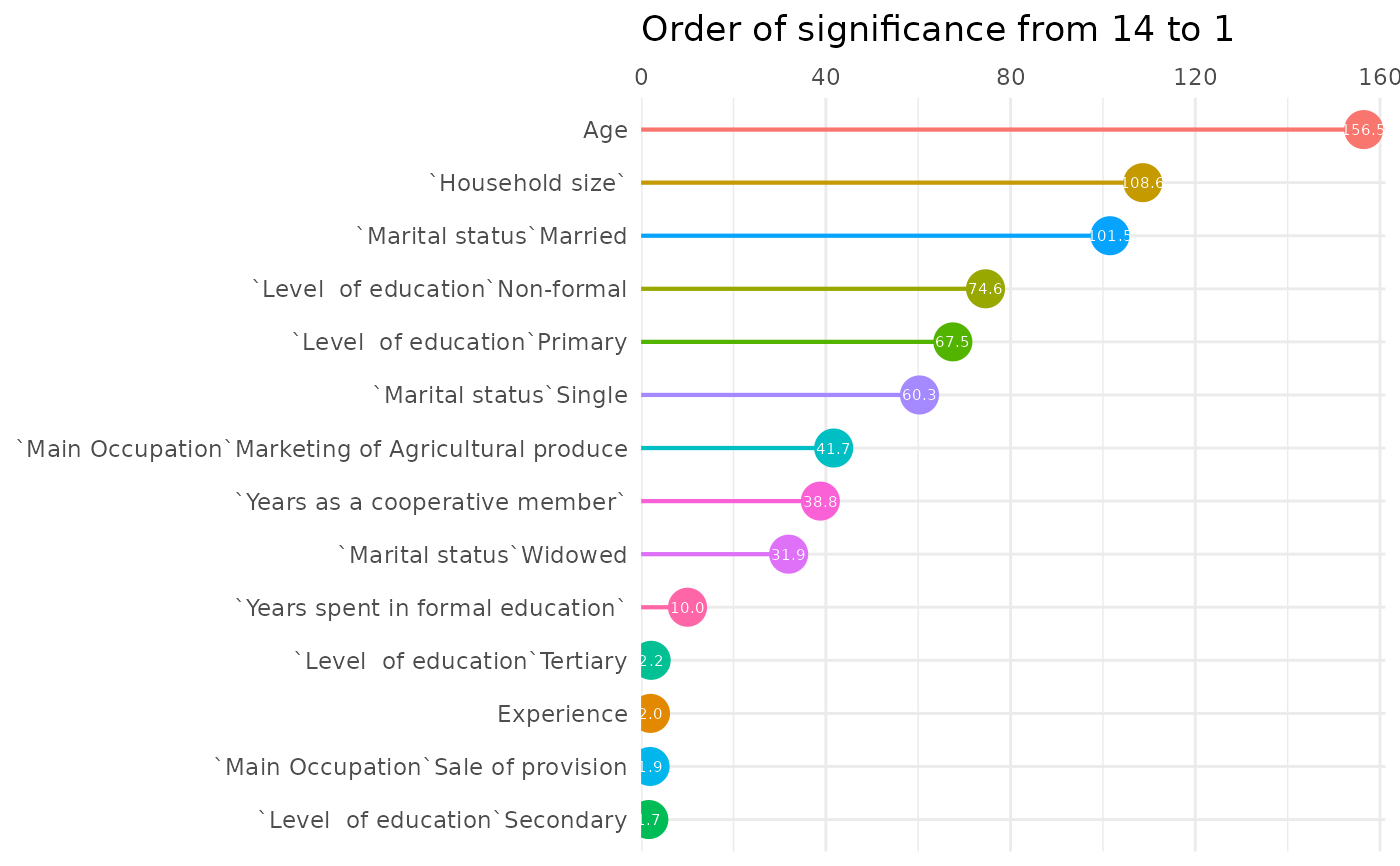 Order of significance from 14 to 1
0 40 80 120 160
Age 156.5
`Household size` 108.6
`Marital status`Married 101.5
`Level  of education`Non-formal 74.6
`Level  of education`Primary 67.5
`Marital status`Single 60.3
`Main Occupation`Marketing of Agricultural produce 41.7
`Years as a cooperative member` 38.8
`Marital status`Widowed 31.9
`Years spent in formal education` 10.0
`Level  of education`Tertiary 2.2
Experience 2.0
`Main Occupation`Sale of provision 1.9
`Level  of education`Secondary 1.7